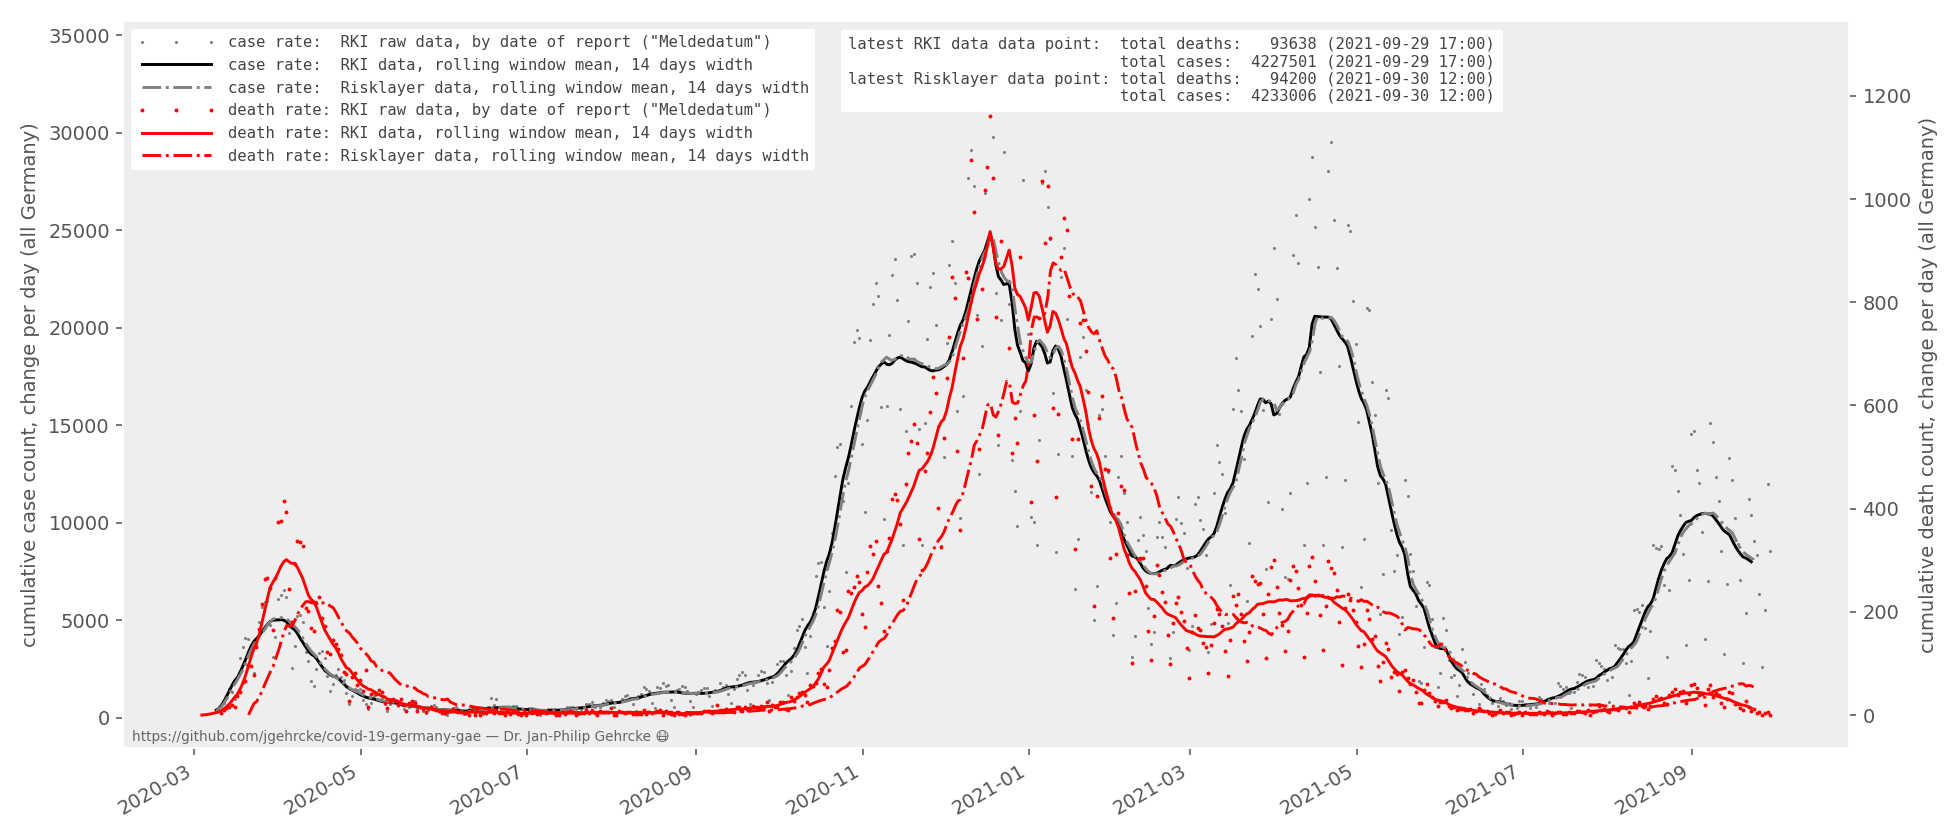 case rate:  RKI raw data, by date of report ("Meldedatum")
case rate:  RKI data, rolling window mean, 14 days width
case rate:  Risklayer data, rolling window mean, 14 days width
death rate: RKI raw data, by date of report ("Meldedatum")
death rate: RKI data, rolling window mean, 14 days width
death rate: Risklayer data, rolling window mean, 14 days width
latest RKI data data point:  total deaths:   93638 (2021-09-29 17:00)
total cases:  4227501 (2021-09-29 17:00)
latest Risklayer data point: total deaths:   94200 (2021-09-30 12:00)
total cases:  4233006 (2021-09-30 12:00)
cumulative case count, change per day (all Germany)
35000
30000
25000
20000
15000
10000
5000
0
cumulative death count, change per day (all Germany)
1200
1000
800
600
400
200
0
https://github.com/jgehrcke/covid-19-germany-gae — Dr. Jan-Philip Gehrcke 😷
2020-03
2020-05
2020-07
2020-09
2020-11
2021-01
2021-03
2021-05
2021-07
2021-09